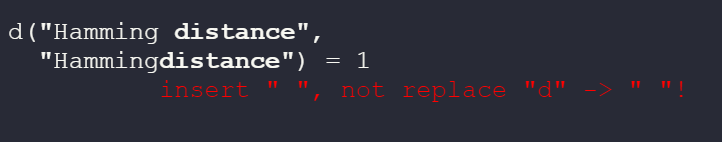 d("Hamming distance",
"Hammingdistance") = 1
insert " ", not replace "d" -> " "!